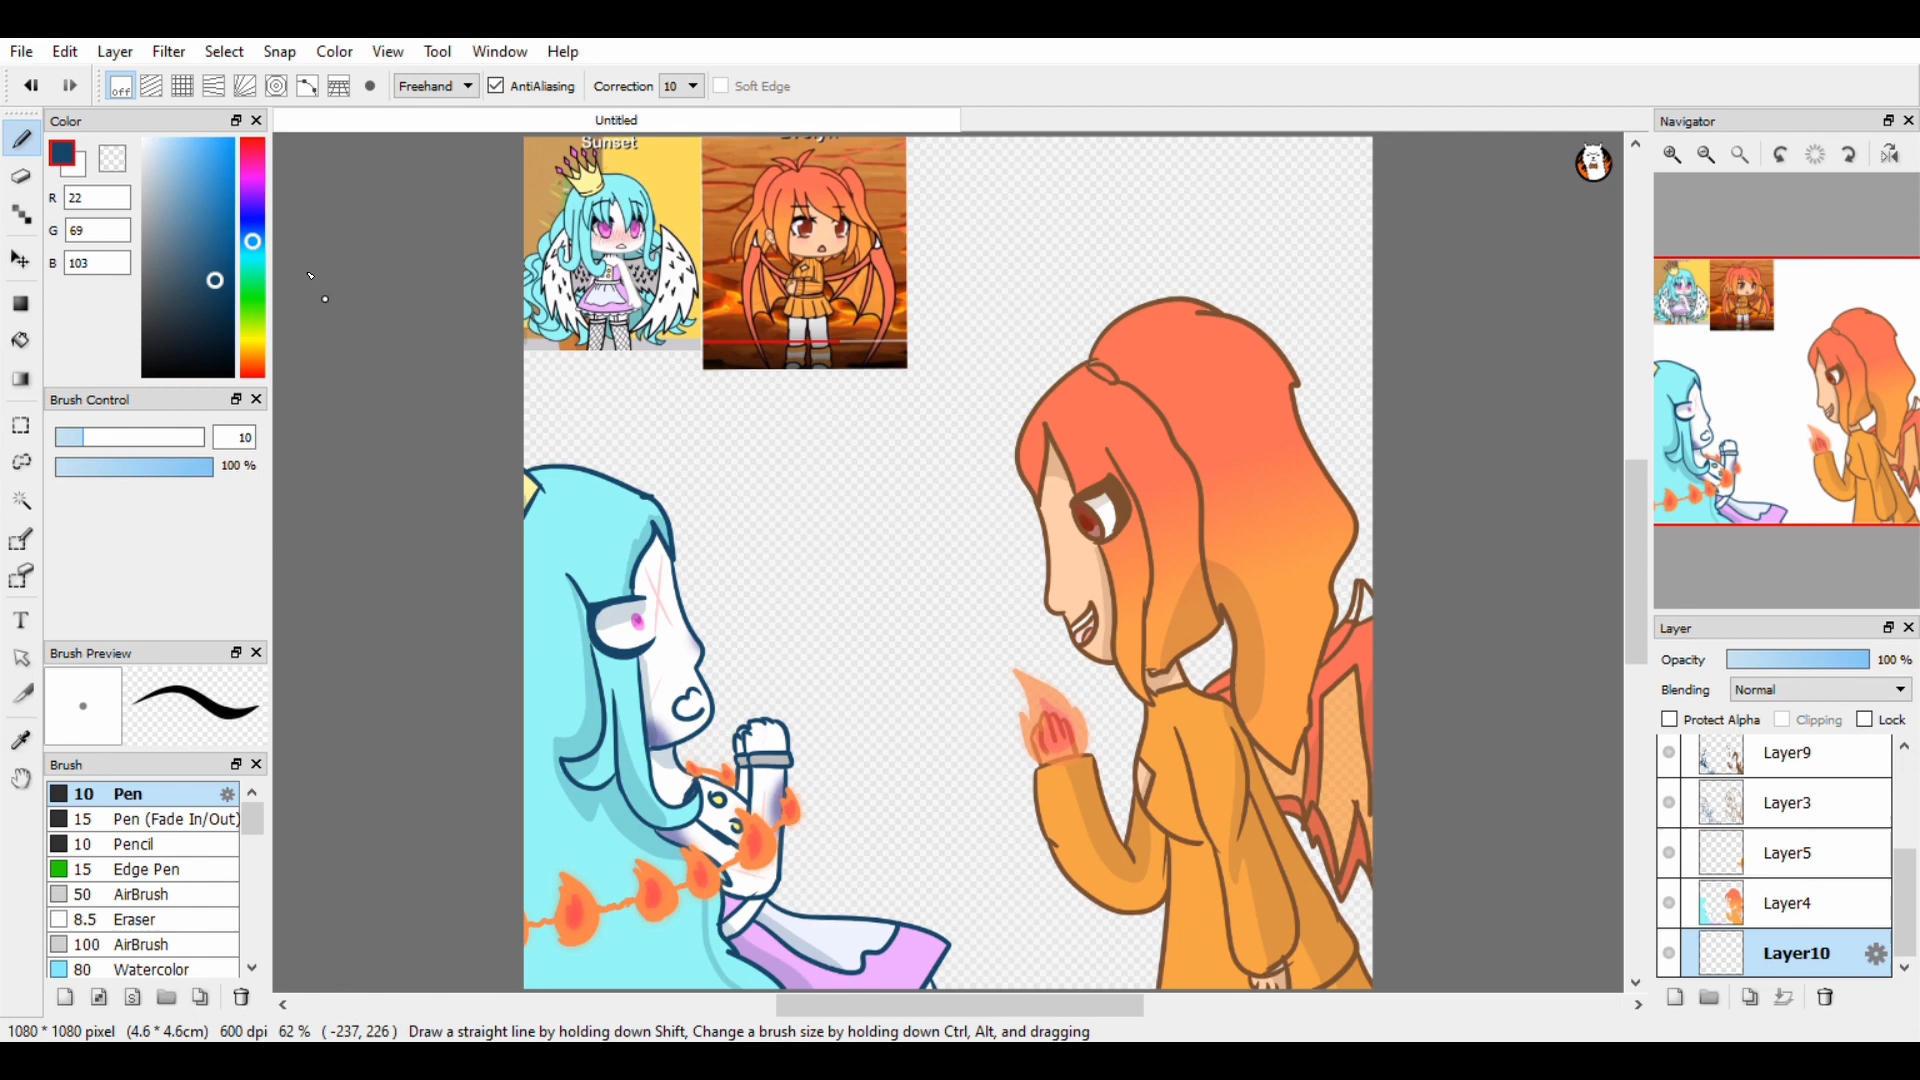 File Edit Layer Filter Select Snap Color View Tool Window Help
off Freehand AntiAliasing Correction 10 Soft Edge
Color
R 22
G 69
B 103
Brush Control
10
100 %
Brush Preview
Brush
10 Pen
15 Pen (Fade In/Out)
10 Pencil
15 Edge Pen
50 AirBrush
8.5 Eraser
100 AirBrush
80 Watercolor
Untitled
Sunset
Evelyn
T
Navigator
Layer
Opacity 100 %
Blending Normal
Protect Alpha Clipping Lock
Layer9
Layer3
Layer5
Layer4
Layer10
1080 * 1080 pixel (4.6 * 4.6cm) 600 dpi 62 % ( -237, 226 ) Draw a straight line by holding down Shift, Change a brush size by holding down Ctrl, Alt, and dragging